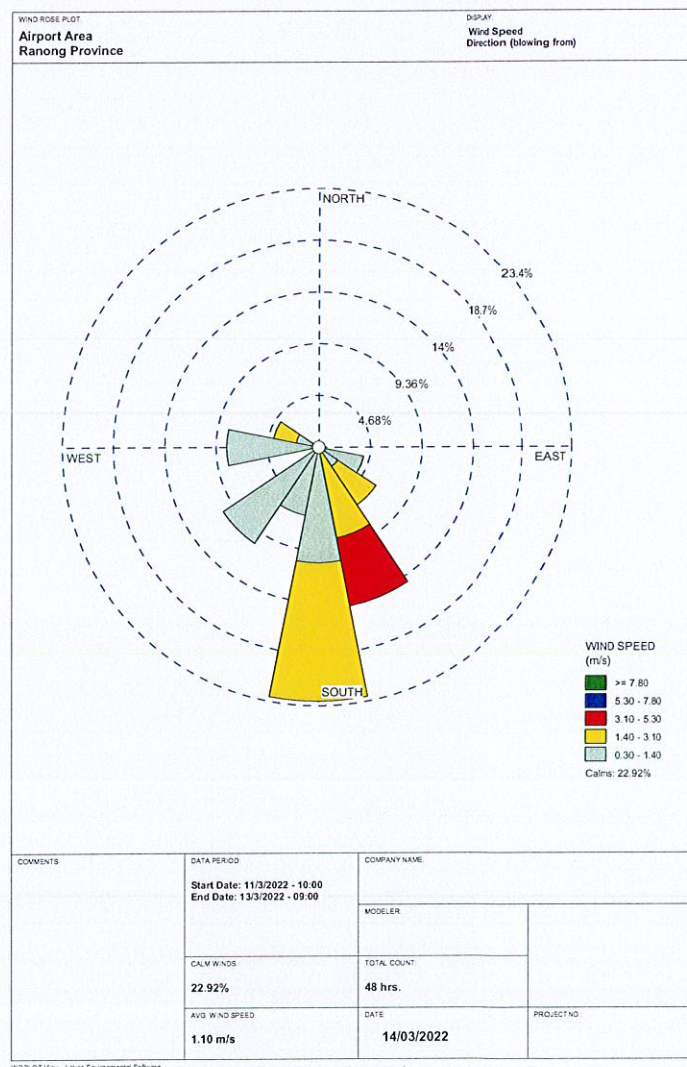 WIND ROSE PLOT:
Airport Area
Ranong Province
DISPLAY:
Wind Speed
Direction (blowing from)
NORTH
23.4%
18.7%
14%
9.36%
4.68%
WEST
EAST
SOUTH
WIND SPEED
(m/s)
>= 7.80
5.30 - 7.80
3.10 - 5.30
1.40 - 3.10
0.30 - 1.40
Calms: 22.92%
COMMENTS:
DATA PERIOD:
Start Date: 11/3/2022 - 10:00
End Date: 13/3/2022 - 09:00
COMPANY NAME:
MODELER:
CALM WINDS:
22.92%
TOTAL COUNT:
48 hrs.
AVG. WIND SPEED:
1.10 m/s
DATE:
14/03/2022
PROJECT NO.: